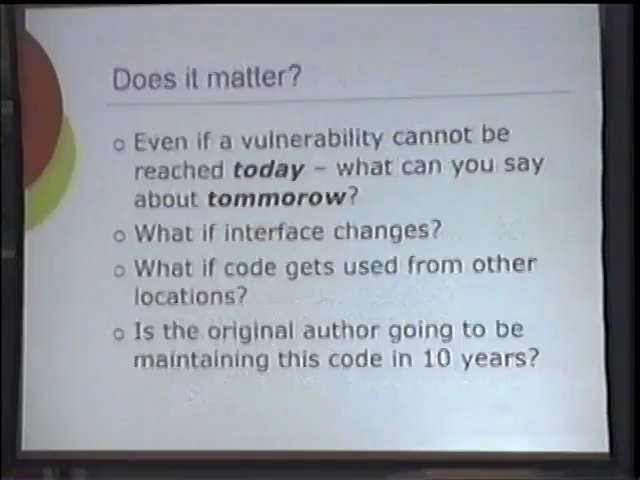 Does it matter?
o Even if a vulnerability cannot be
reached today – what can you say
about tommorow?
o What if interface changes?
o What if code gets used from other
locations?
o Is the original author going to be
maintaining this code in 10 years?